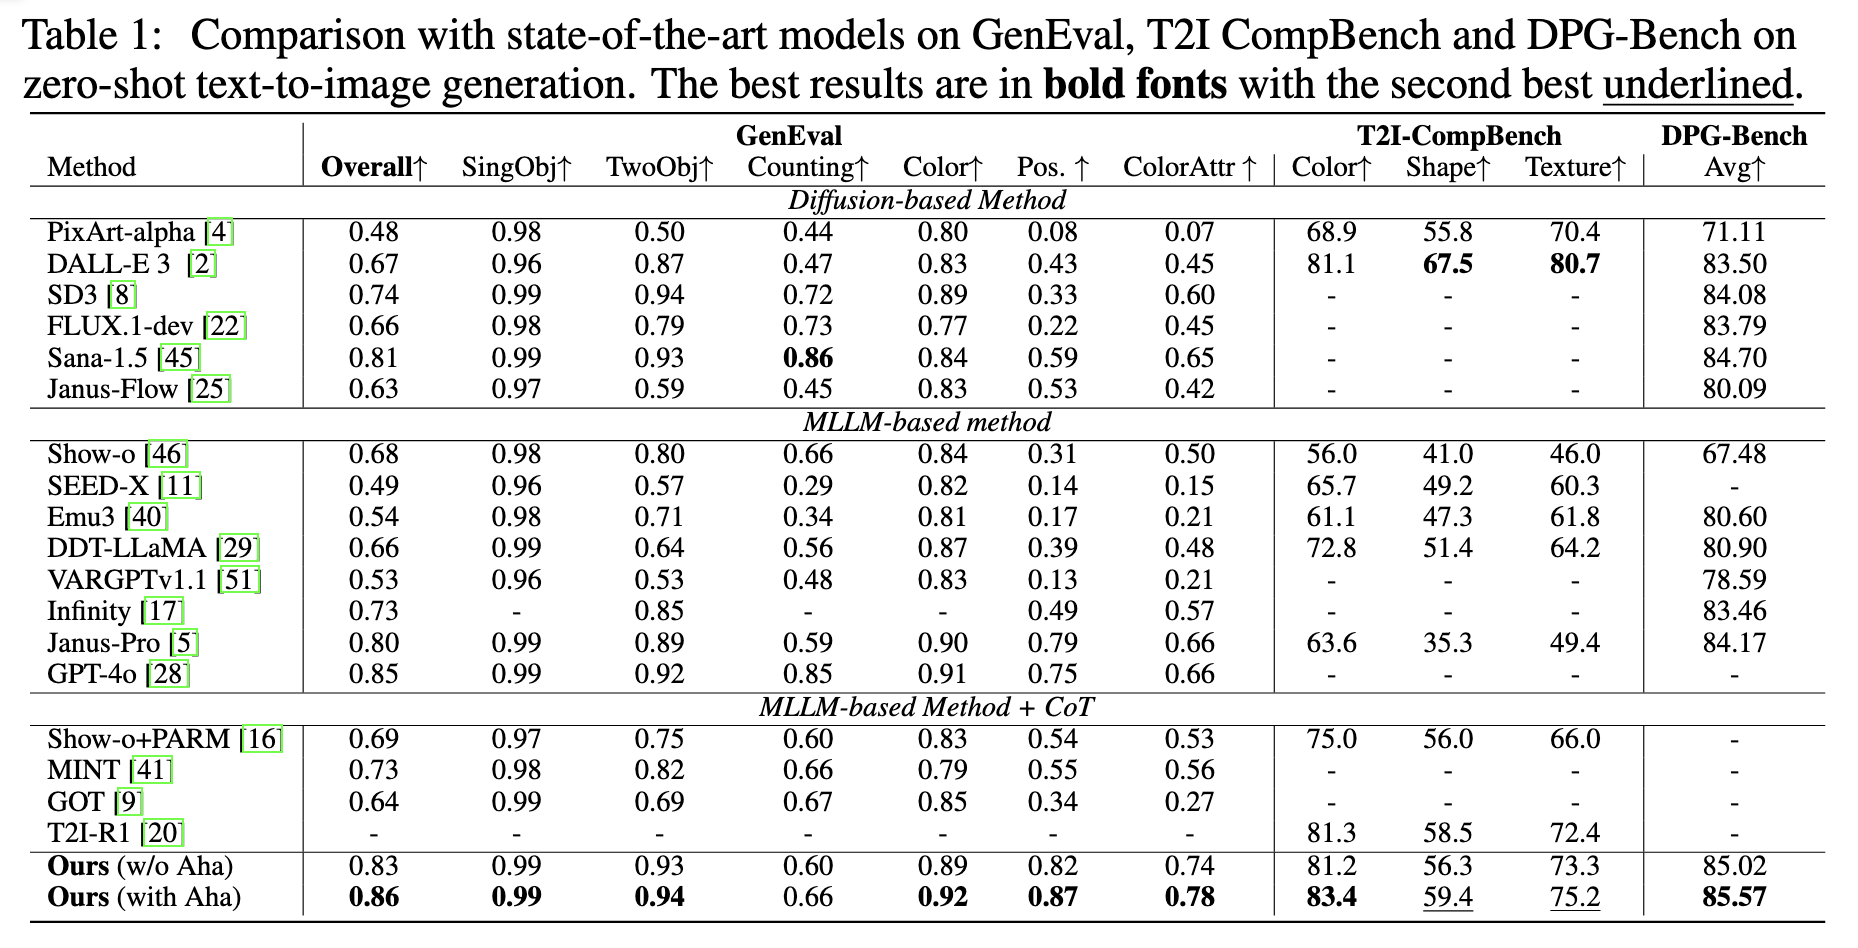 Table 1: Comparison with state-of-the-art models on GenEval, T2I CompBench and DPG-Bench on
zero-shot text-to-image generation. The best results are in bold fonts with the second best underlined.
GenEval T2I-CompBench DPG-Bench
Method Overall↑ SingObj↑ TwoObj↑ Counting↑ Color↑ Pos. ↑ ColorAttr ↑ Color↑ Shape↑ Texture↑ Avg↑
Diffusion-based Method
PixArt-alpha [4] 0.48 0.98 0.50 0.44 0.80 0.08 0.07 68.9 55.8 70.4 71.11
DALL-E 3 [2] 0.67 0.96 0.87 0.47 0.83 0.43 0.45 81.1 67.5 80.7 83.50
SD3 [8] 0.74 0.99 0.94 0.72 0.89 0.33 0.60 - - - 84.08
FLUX.1-dev [22] 0.66 0.98 0.79 0.73 0.77 0.22 0.45 - - - 83.79
Sana-1.5 [45] 0.81 0.99 0.93 0.86 0.84 0.59 0.65 - - - 84.70
Janus-Flow [25] 0.63 0.97 0.59 0.45 0.83 0.53 0.42 - - - 80.09
MLLM-based method
Show-o [46] 0.68 0.98 0.80 0.66 0.84 0.31 0.50 56.0 41.0 46.0 67.48
SEED-X [11] 0.49 0.96 0.57 0.29 0.82 0.14 0.15 65.7 49.2 60.3 -
Emu3 [40] 0.54 0.98 0.71 0.34 0.81 0.17 0.21 61.1 47.3 61.8 80.60
DDT-LLaMA [29] 0.66 0.99 0.64 0.56 0.87 0.39 0.48 72.8 51.4 64.2 80.90
VARGPTv1.1 [51] 0.53 0.96 0.53 0.48 0.83 0.13 0.21 - - - 78.59
Infinity [17] 0.73 - 0.85 - - 0.49 0.57 - - - 83.46
Janus-Pro [5] 0.80 0.99 0.89 0.59 0.90 0.79 0.66 63.6 35.3 49.4 84.17
GPT-4o [28] 0.85 0.99 0.92 0.85 0.91 0.75 0.66 - - - -
MLLM-based Method + CoT
Show-o+PARM [16] 0.69 0.97 0.75 0.60 0.83 0.54 0.53 75.0 56.0 66.0 -
MINT [41] 0.73 0.98 0.82 0.66 0.79 0.55 0.56 - - - -
GOT [9] 0.64 0.99 0.69 0.67 0.85 0.34 0.27 - - - -
T2I-R1 [20] - - - - - - - 81.3 58.5 72.4 -
Ours (w/o Aha) 0.83 0.99 0.93 0.60 0.89 0.82 0.74 81.2 56.3 73.3 85.02
Ours (with Aha) 0.86 0.99 0.94 0.66 0.92 0.87 0.78 83.4 59.4 75.2 85.57